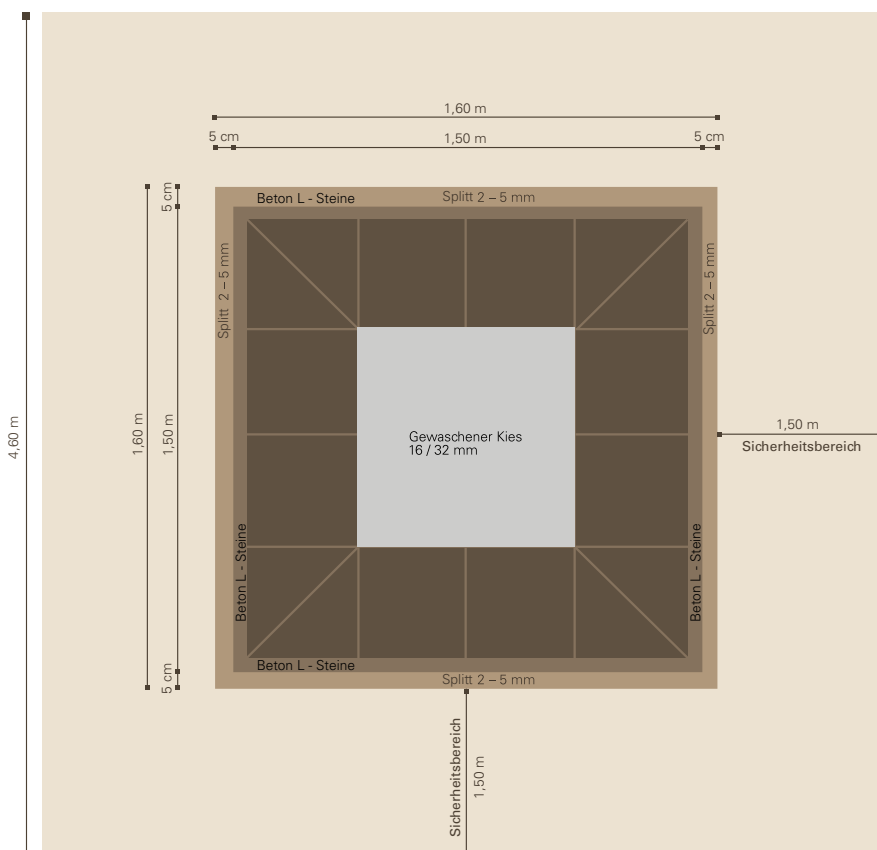 1,60 m
5 cm
1,50 m
5 cm
Beton L - Steine
Splitt 2 – 5 mm
5 cm
Splitt 2 – 5 mm
Splitt 2 – 5 mm
4,60 m
1,60 m
1,50 m
Gewaschener Kies
16 / 32 mm
1,50 m
Sicherheitsbereich
Beton L - Steine
Beton L - Steine
Beton L - Steine
5 cm
Splitt 2 – 5 mm
Sicherheitsbereich
1,50 m